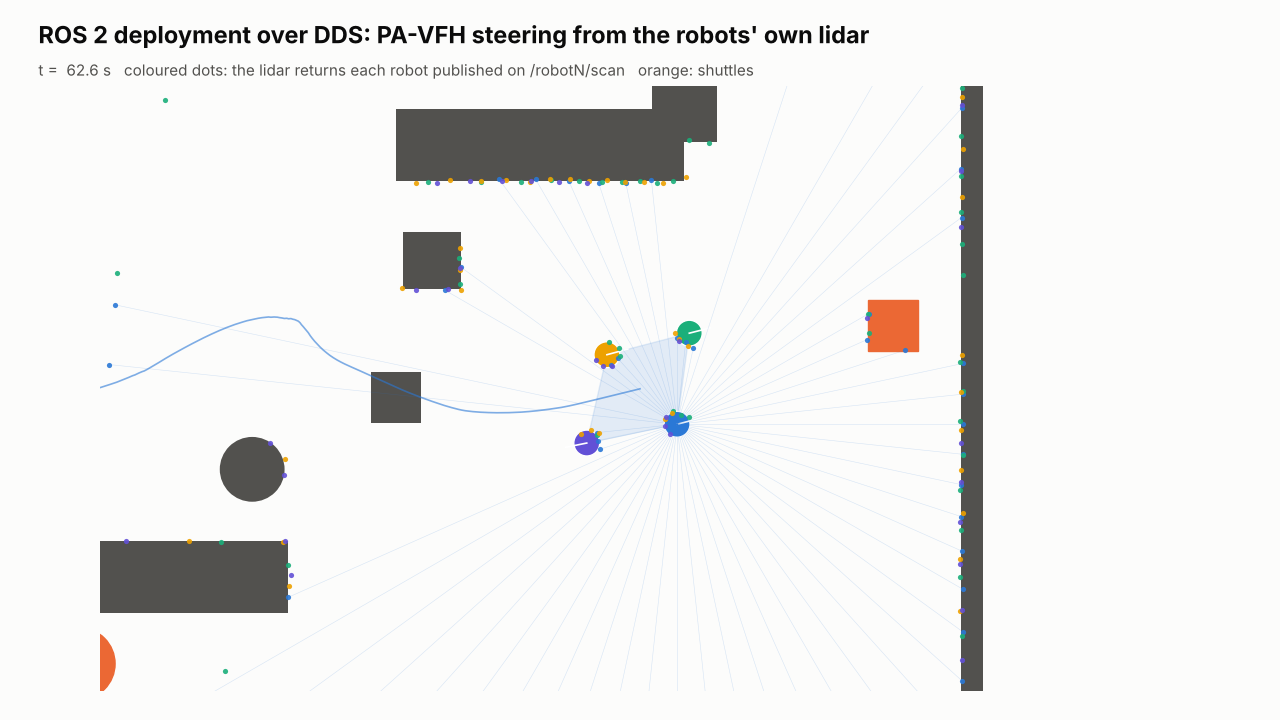 ROS 2 deployment over DDS: PA-VFH steering from the robots' own lidar
t =  62.6 s   coloured dots: the lidar returns each robot published on /robotN/scan   orange: shuttles